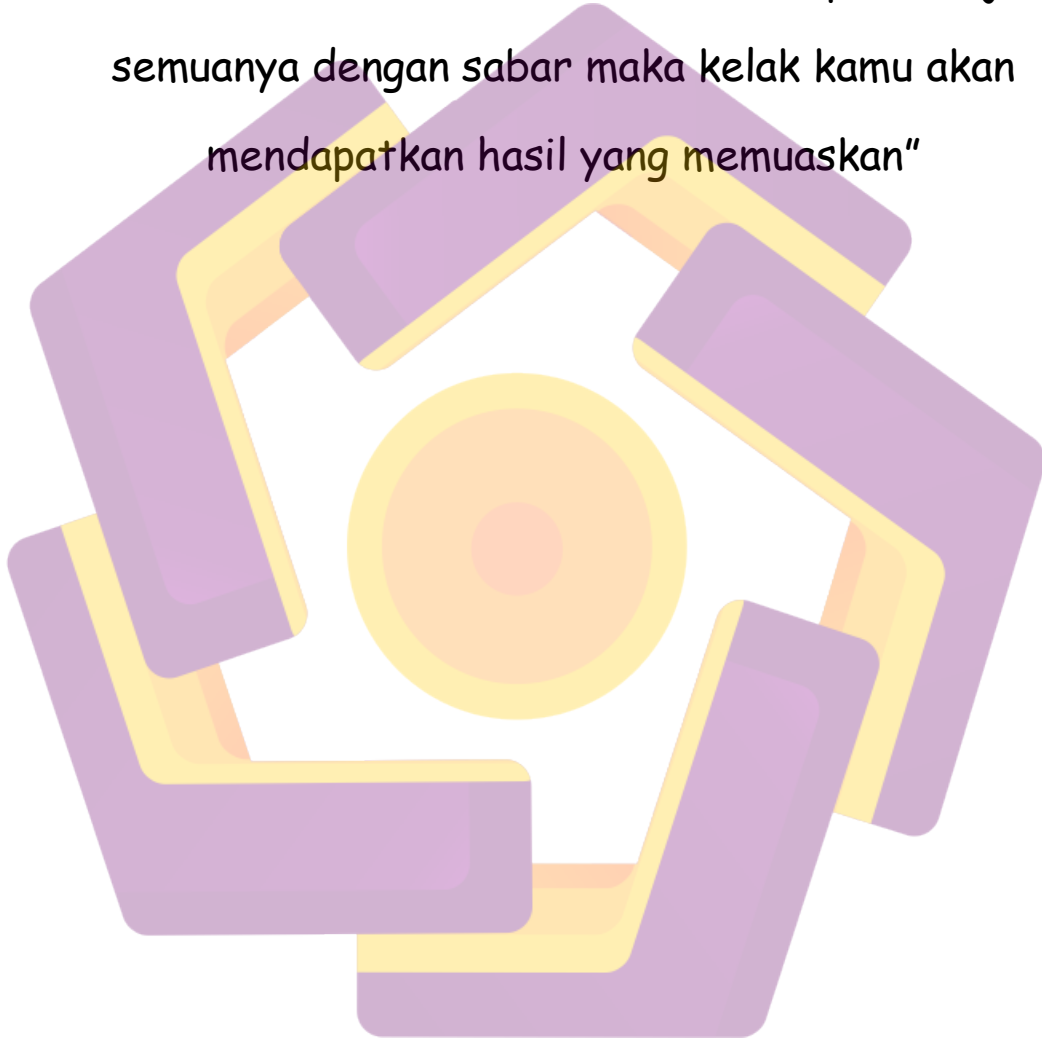 semuanya dengan sabar maka kelak kamu akan
mendapatkan hasil yang memuaskan”